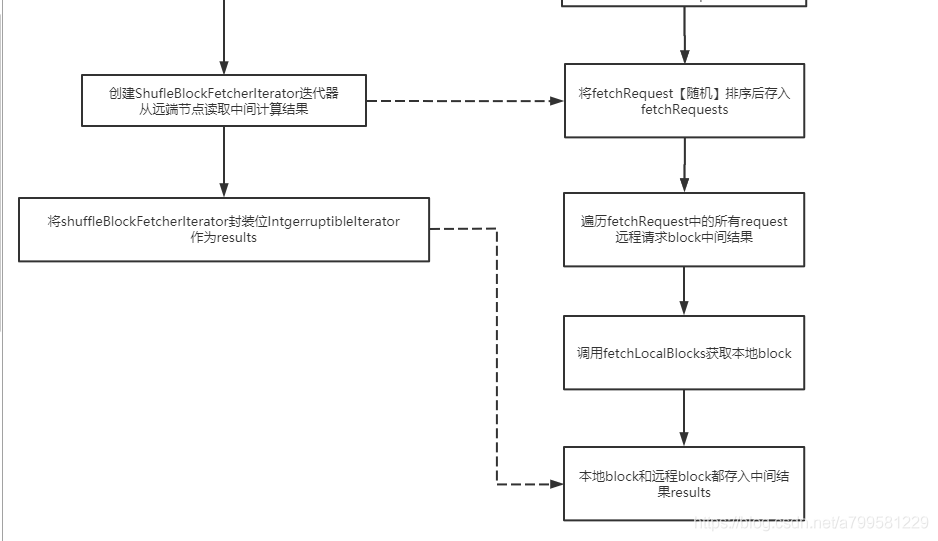 创建ShufleBlockFetcherIterator迭代器
从远端节点读取中间计算结果
将shuffleBlockFetcherIterator封装位IntgerruptibleIterator
作为results
将fetchRequest【随机】排序后存入
fetchRequests
遍历fetchRequest中的所有request
远程请求block中间结果
调用fetchLocalBlocks获取本地block
本地block和远程block都存入中间结
果results
https://blog.csdn.net/a799581229